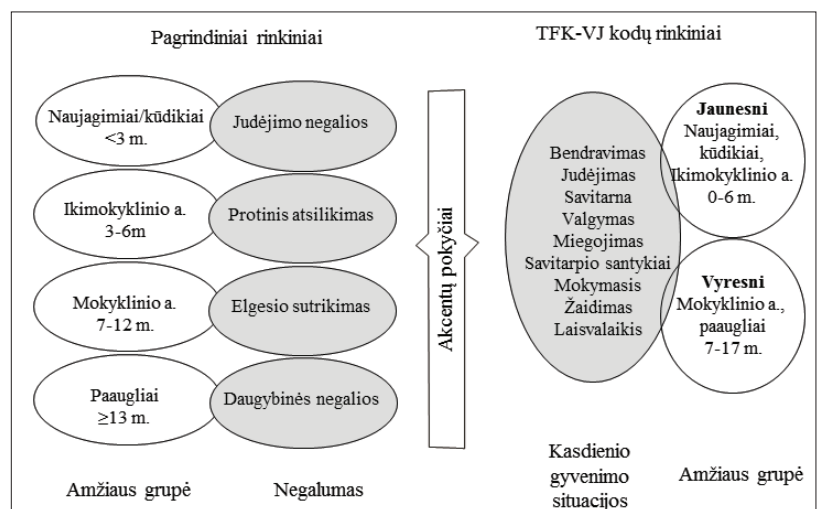 Pagrindiniai rinkiniai
Naujagimiai/kūdikiai
<3 m.
Judėjimo negalios
Ikimokyklinio a.
3-6m
Protinis atsilikimas
Mokyklinio a.
7-12 m.
Elgesio sutrikimas
Paaugliai
≥13 m.
Daugybinės negalios
Amžiaus grupė
Negalumas
Akcentų pokyčiai
TFK-VJ kodų rinkiniai
Bendravimas
Judėjimas
Savitarna
Valgymas
Miegojimas
Savitarpio santykiai
Mokymasis
Žaidimas
Laisvalaikis
Jaunesni
Naujagimiai,
kūdikiai,
Ikimokyklinio a.
0-6 m.
Vyresni
Mokyklinio a.,
paaugliai
7-17 m.
Kasdienio
gyvenimo
situacijos
Amžiaus grupė